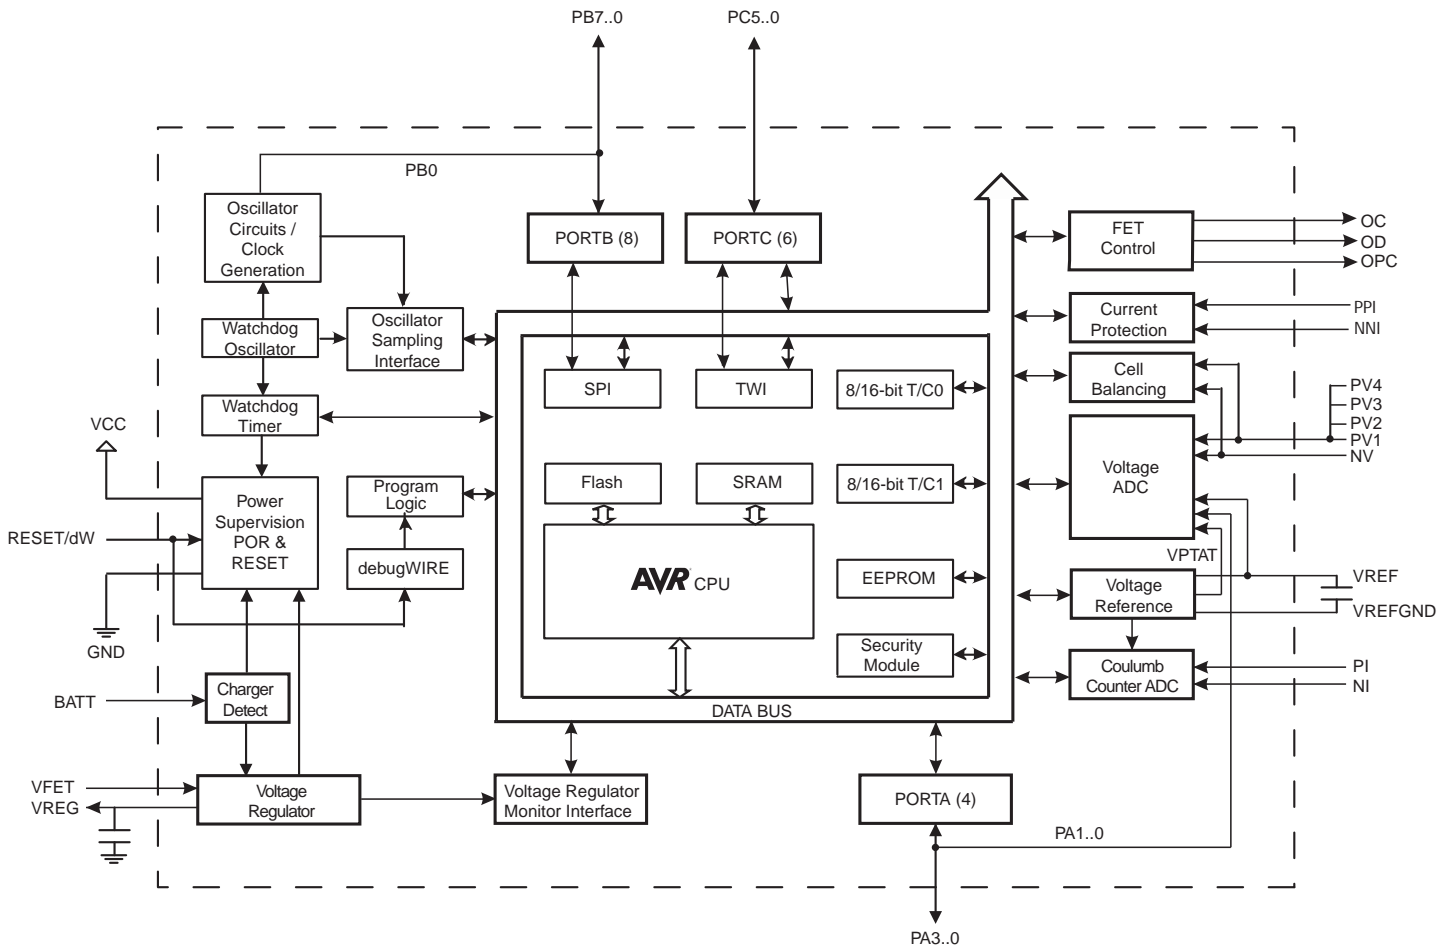 PB7..0
PC5..0
PB0
Oscillator
Circuits /
Clock
Generation
PORTB (8)
PORTC (6)
FET
Control
OC
OD
OPC
Watchdog
Oscillator
Oscillator
Sampling
Interface
Current
Protection
PPI
NNI
SPI
TWI
8/16-bit T/C0
Cell
Balancing
PV4
PV3
PV2
PV1
NV
VCC
Watchdog
Timer
Voltage
ADC
Power
Supervision
POR &
RESET
Program
Logic
Flash
SRAM
8/16-bit T/C1
RESET/dW
debugWIRE
AVR CPU
EEPROM
VPTAT
Voltage
Reference
VREF
VREFGND
GND
Security
Module
Coulumb
Counter ADC
PI
NI
BATT
Charger
Detect
DATA BUS
VFET
VREG
Voltage
Regulator
Voltage Regulator
Monitor Interface
PORTA (4)
PA1..0
PA3..0